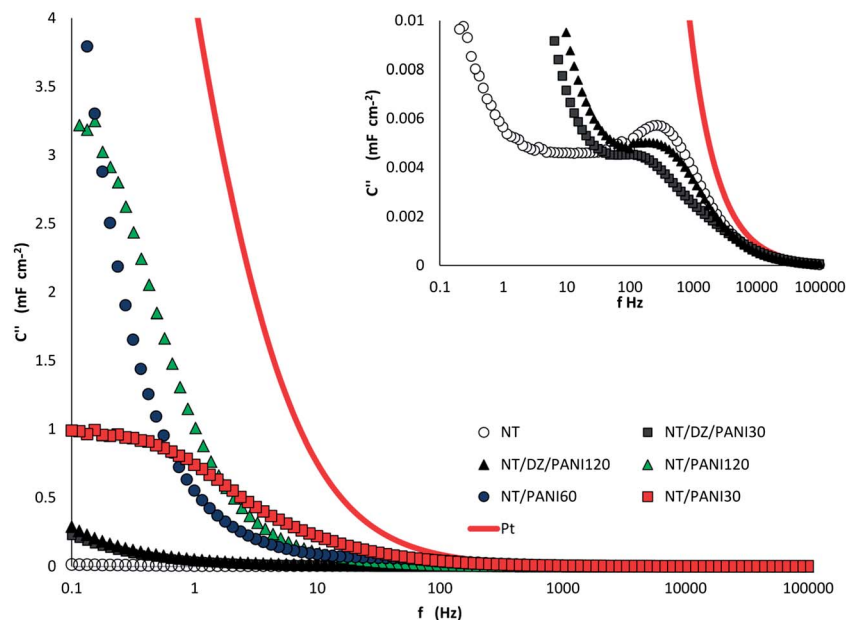 4
3.5
3
2.5
2
1.5
1
0.5
0
C" (mF cm-2)
0.1 1 10 100 1000 10000 100000
f (Hz)
0.01
0.008
0.006
0.004
0.002
0
C" (mF cm-2)
0.1 1 10 100 1000 10000 100000
f Hz
NT NT/DZ/PANI30
NT/DZ/PANI120 NT/PANI120
NT/PANI60 NT/PANI30
Pt